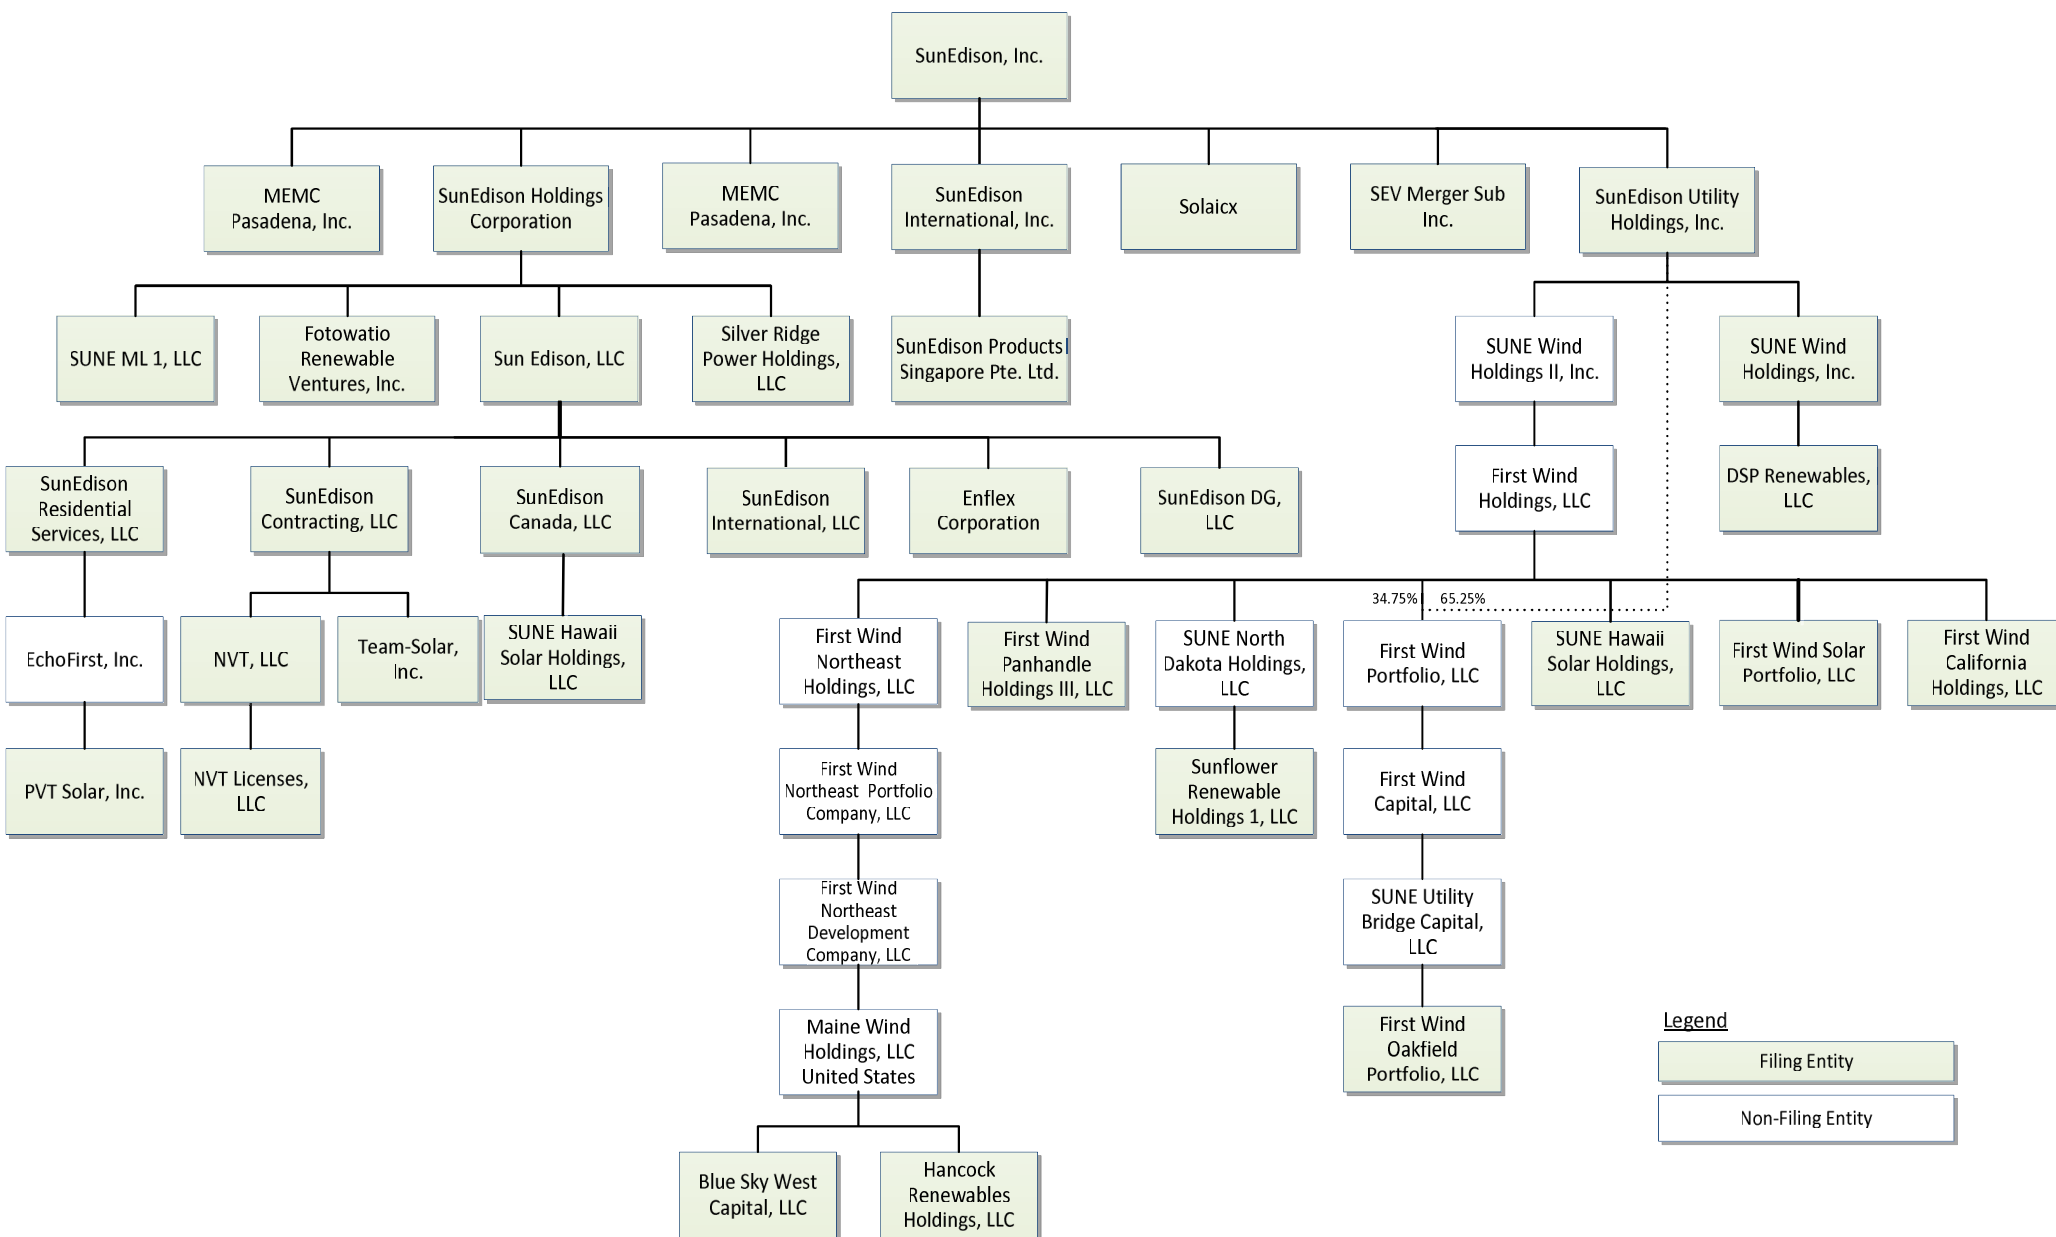 SunEdison, Inc.
MEMC
Pasadena, Inc.
SunEdison Holdings
Corporation
MEMC
Pasadena, Inc.
SunEdison
International, Inc.
Solaicx
SEV Merger Sub
Inc.
SunEdison Utility
Holdings, Inc.
SUNE ML 1, LLC
Fotowatio
Renewable
Ventures, Inc.
Sun Edison, LLC
Silver Ridge
Power Holdings,
LLC
SunEdison Products
Singapore Pte. Ltd.
SUNE Wind
Holdings II, Inc.
SUNE Wind
Holdings, Inc.
SunEdison
Residential
Services, LLC
SunEdison
Contracting, LLC
SunEdison
Canada, LLC
SunEdison
International, LLC
Enflex
Corporation
SunEdison DG,
LLC
First Wind
Holdings, LLC
DSP Renewables,
LLC
34.75%
65.25%
EchoFirst, Inc.
NVT, LLC
Team-Solar,
Inc.
SUNE Hawaii
Solar Holdings,
LLC
First Wind
Northeast
Holdings, LLC
First Wind
Panhandle
Holdings III, LLC
SUNE North
Dakota Holdings,
LLC
First Wind
Portfolio, LLC
SUNE Hawaii
Solar Holdings,
LLC
First Wind Solar
Portfolio, LLC
First Wind
California
Holdings, LLC
PVT Solar, Inc.
NVT Licenses,
LLC
First Wind
Northeast Portfolio
Company, LLC
Sunflower
Renewable
Holdings 1, LLC
First Wind
Capital, LLC
First Wind
Northeast
Development
Company, LLC
SUNE Utility
Bridge Capital,
LLC
Maine Wind
Holdings, LLC
United States
First Wind
Oakfield
Portfolio, LLC
Legend
Filing Entity
Non-Filing Entity
Blue Sky West
Capital, LLC
Hancock
Renewables
Holdings, LLC